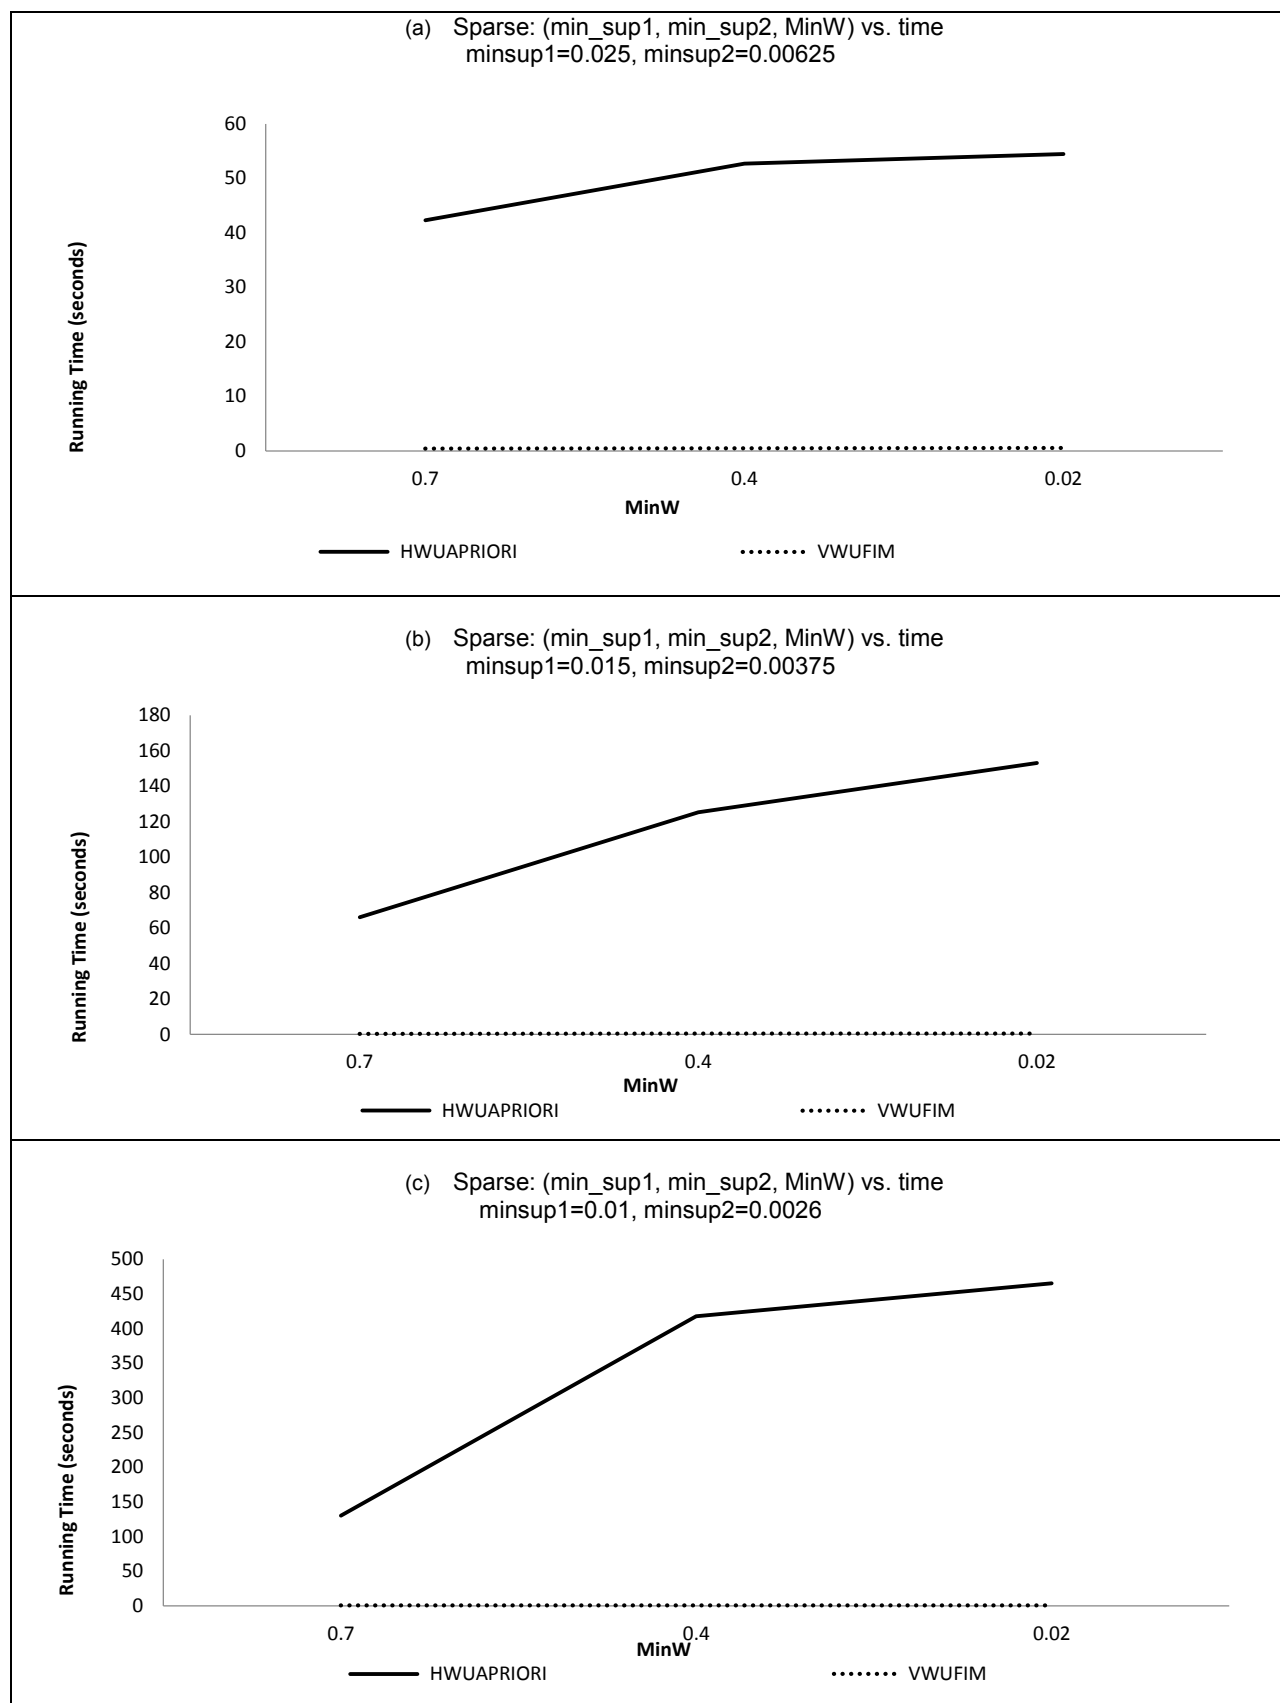 (a) Sparse: (min_sup1, min_sup2, MinW) vs. time
minsup1=0.025, minsup2=0.00625
60
50
40
30
20
10
0
Running Time (seconds)
0.7 0.4 0.02
MinW
HWUAPRIORI VWUFIM
(b) Sparse: (min_sup1, min_sup2, MinW) vs. time
minsup1=0.015, minsup2=0.00375
180
160
140
120
100
80
60
40
20
0
Running Time (seconds)
0.7 0.4 0.02
MinW
HWUAPRIORI VWUFIM
(c) Sparse: (min_sup1, min_sup2, MinW) vs. time
minsup1=0.01, minsup2=0.0026
500
450
400
350
300
250
200
150
100
50
0
Running Time (seconds)
0.7 0.4 0.02
MinW
HWUAPRIORI VWUFIM